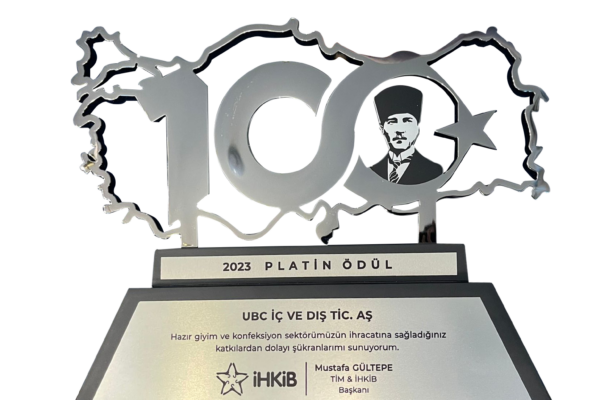 100
2023 PLATİN ÖDÜL
UBC İÇ VE DIŞ TİC. AŞ
Hazır giyim ve konfeksiyon sektörümüzün ihracatına sağladığınız
katkılardan dolayı şükranlarımı sunuyorum.
iHKiB
Mustafa GÜLTEPE
TİM & İHKİB
Başkanı